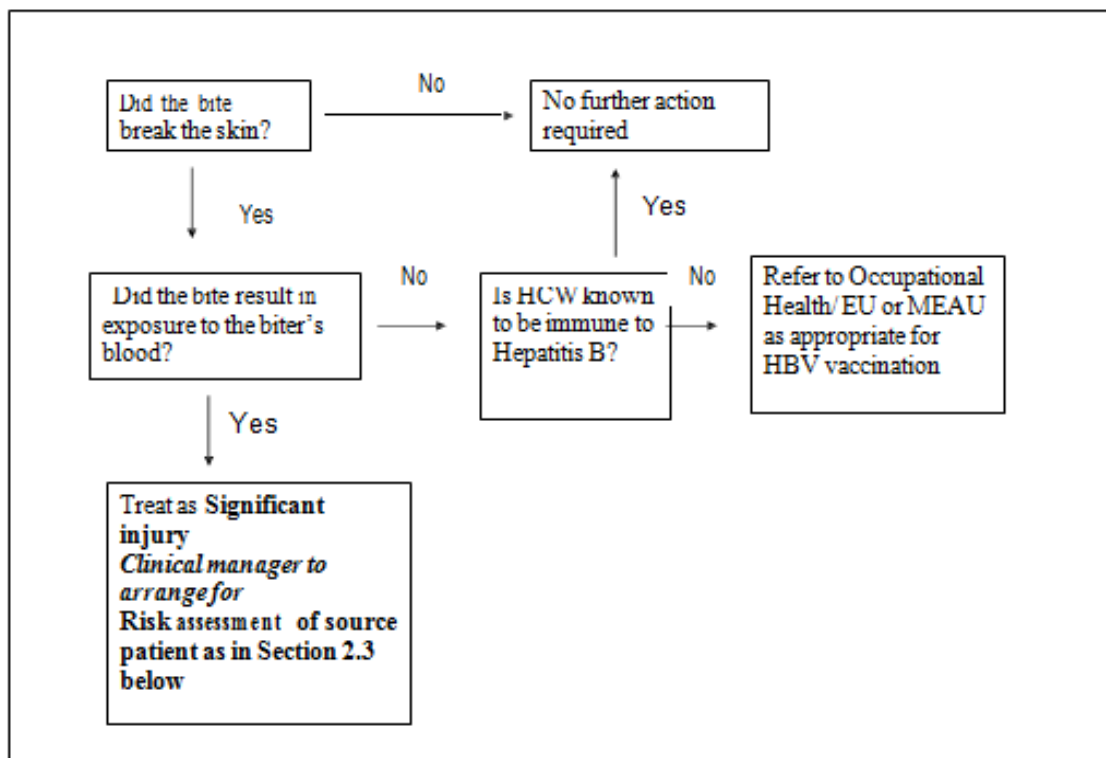 Did the bite
break the skin?
No
No further action
required
Yes
Yes
Did the bite result in
exposure to the biter's
blood?
No
Is HCW known
to be immune to
Hepatitis B?
No
Refer to Occupational
Health/ EU or MEAU
as appropriate for
HBV vaccination
Yes
Treat as Significant
injury
Clinical manager to
arrange for
Risk assessment of source
patient as in Section 2.3
below